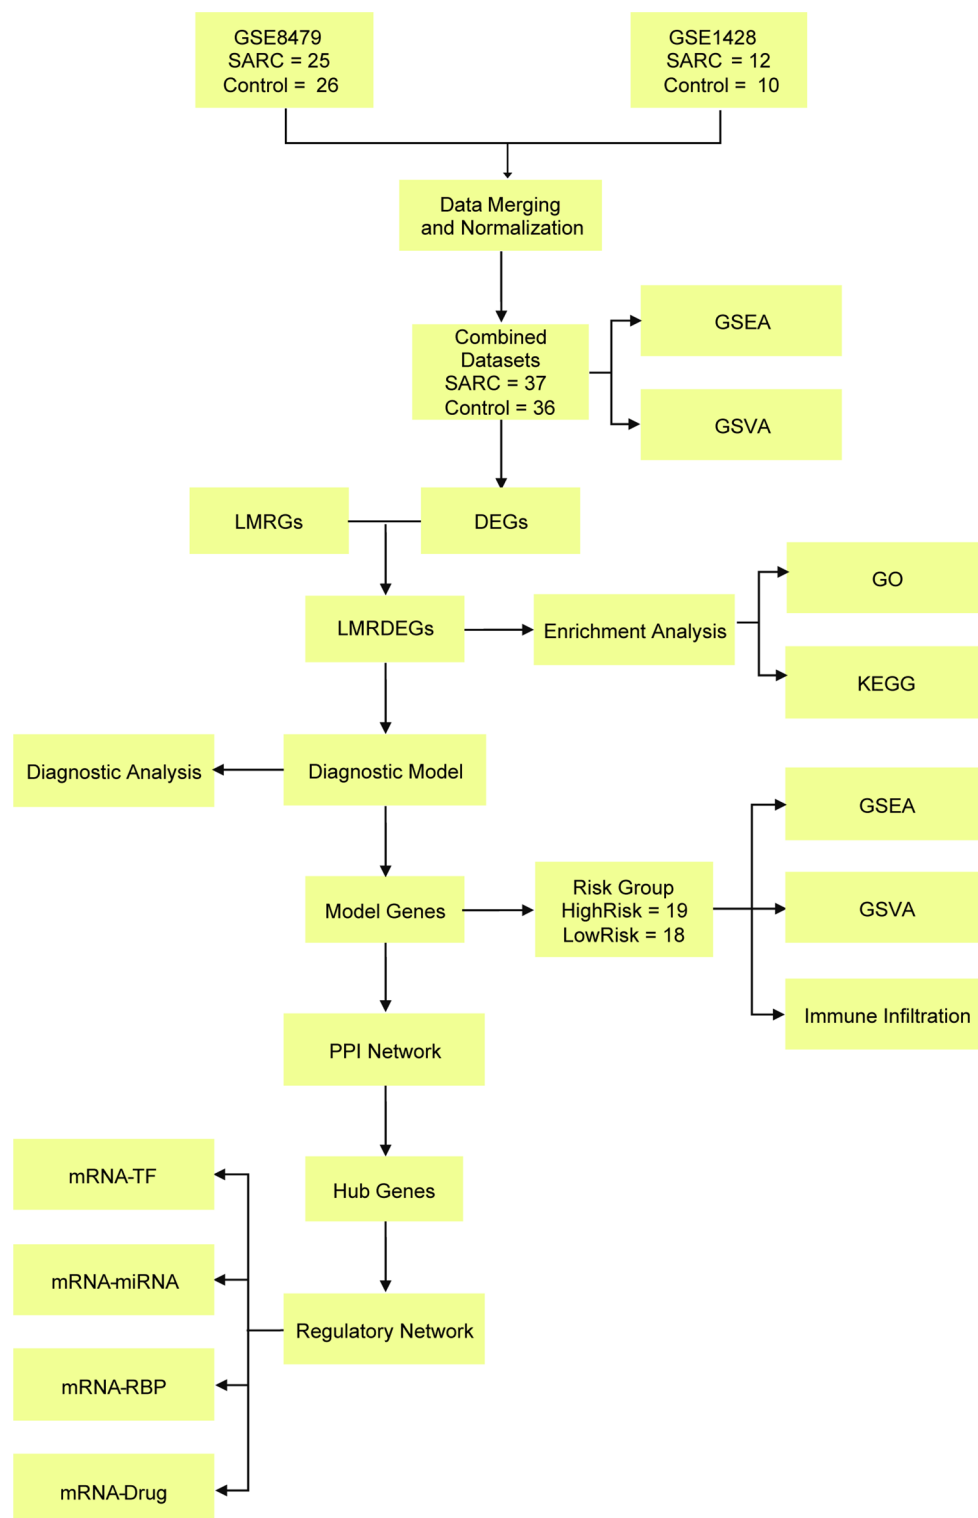 GSE8479
SARC = 25
Control = 26
GSE1428
SARC = 12
Control = 10
Data Merging
and Normalization
Combined
Datasets
SARC = 37
Control = 36
GSEA
GSVA
LMRGs
DEGs
LMRDEGs
Enrichment Analysis
GO
KEGG
Diagnostic Analysis
Diagnostic Model
Model Genes
Risk Group
HighRisk = 19
LowRisk = 18
GSEA
GSVA
Immune Infiltration
PPI Network
Hub Genes
Regulatory Network
mRNA-TF
mRNA-miRNA
mRNA-RBP
mRNA-Drug